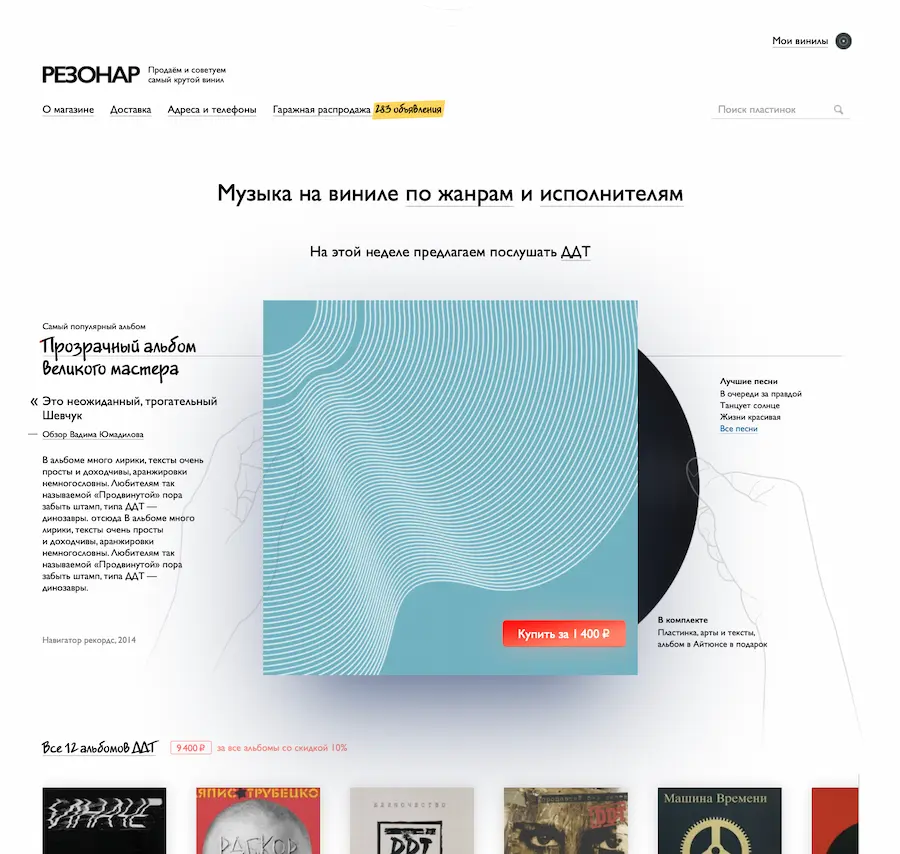 Мои винилы
РЕЗОНАР
Продаём и советуем
самый крутой винил
О магазине
Доставка
Адреса и телефоны
Гаражная распродажа 283 объявления
Поиск пластинок
Музыка на виниле по жанрам и исполнителям
На этой неделе предлагаем послушать ДДТ
Самый популярный альбом
Прозрачный альбом
великого мастера
« Это неожиданный, трогательный
Шевчук
— Обзор Вадима Юмадилова
В альбоме много лирики, тексты очень
просты и доходчивы, аранжировки
немногословны. Любителям так
называемой «Продвинутой» пора
забыть штамп, типа ДДТ —
динозавры. отсюда В альбоме много
лирики, тексты очень просты
и доходчивы, аранжировки
немногословны. Любителям так
называемой «Продвинутой» пора
забыть штамп, типа ДДТ —
динозавры.
Навигатор рекордс, 2014
Лучшие песни
В очереди за правдой
Танцует солнце
Жизни красивая
Все песни
Купить за 1 400 ₽
В комплекте
Пластинка, арты и тексты,
альбом в Айтюнсе в подарок
Все 12 альбомов ДДТ
9 400 ₽ за все альбомы со скидкой 10%
ЯПИС★ТРУБЕЦКО
РАБКОР
DDT
DDT
Машина Времени